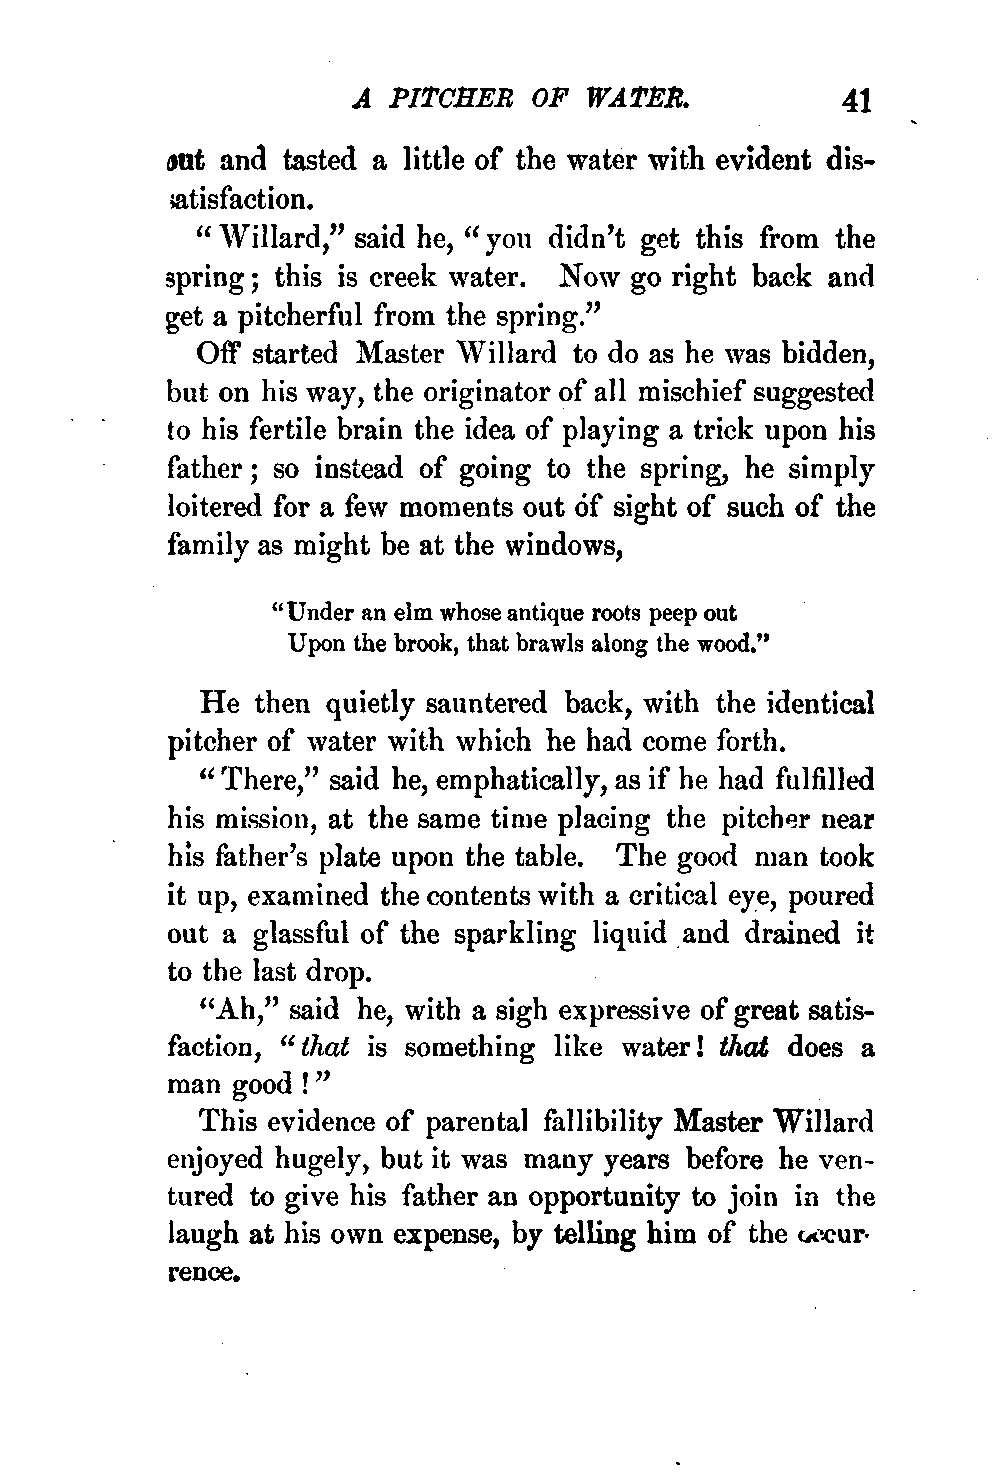 A PITCHER OF WATER. 41
out and tasted a little of the water with evident dis-
satisfaction.
"Willard," said he, "you didn't get this from the
spring; this is creek water. Now go right back and
get a pitcherful from the spring."
Off started Master Willard to do as he was bidden,
but on his way, the originator of all mischief suggested
to his fertile brain the idea of playing a trick upon his
father; so instead of going to the spring, he simply
loitered for a few moments out of sight of such of the
family as might be at the windows,
"Under an elm whose antique roots peep out
Upon the brook, that brawls along the wood."
He then quietly sauntered back, with the identical
pitcher of water with which he had come forth.
"There," said he, emphatically, as if he had fulfilled
his mission, at the same time placing the pitcher near
his father's plate upon the table. The good man took
it up, examined the contents with a critical eye, poured
out a glassful of the sparkling liquid and drained it
to the last drop.
"Ah," said he, with a sigh expressive of great satis-
faction, "that is something like water! that does a
man good!"
This evidence of parental fallibility Master Willard
enjoyed hugely, but it was many years before he ven-
tured to give his father an opportunity to join in the
laugh at his own expense, by telling him of the occur-
rence.